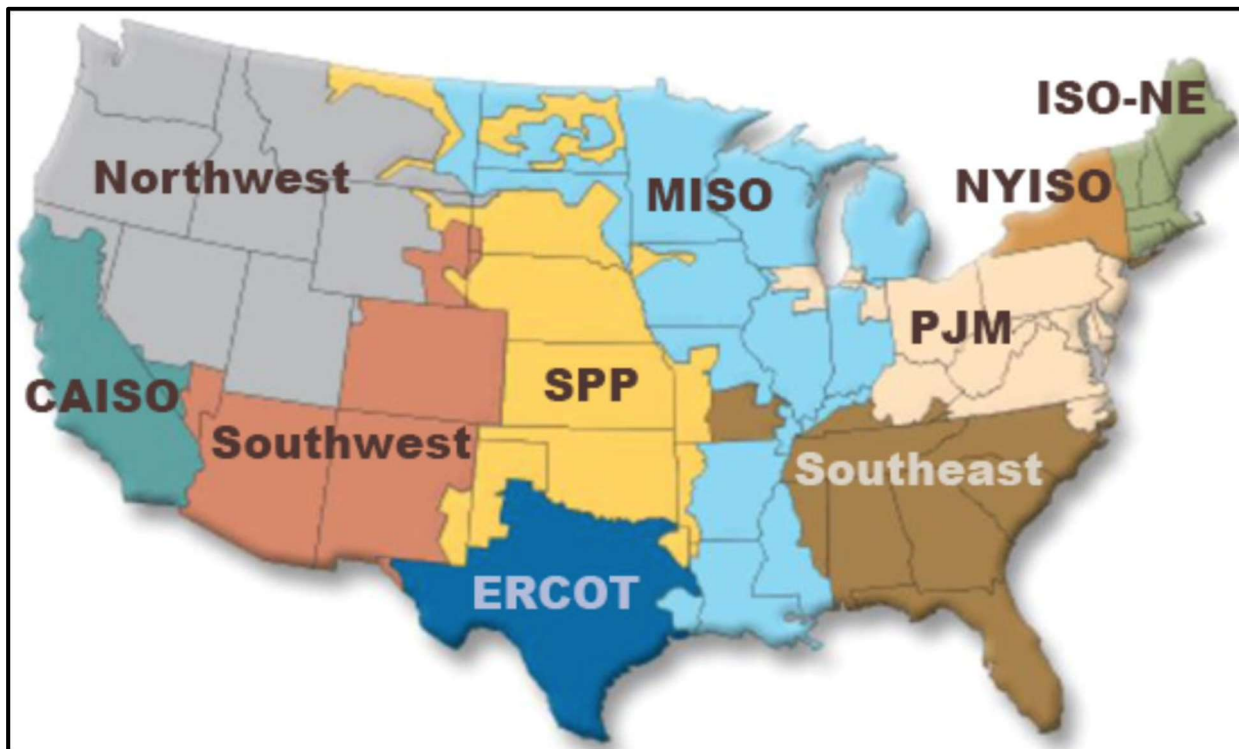 ISO-NE
Northwest
MISO
NYISO
PJM
CAISO
SPP
Southwest
Southeast
ERCOT